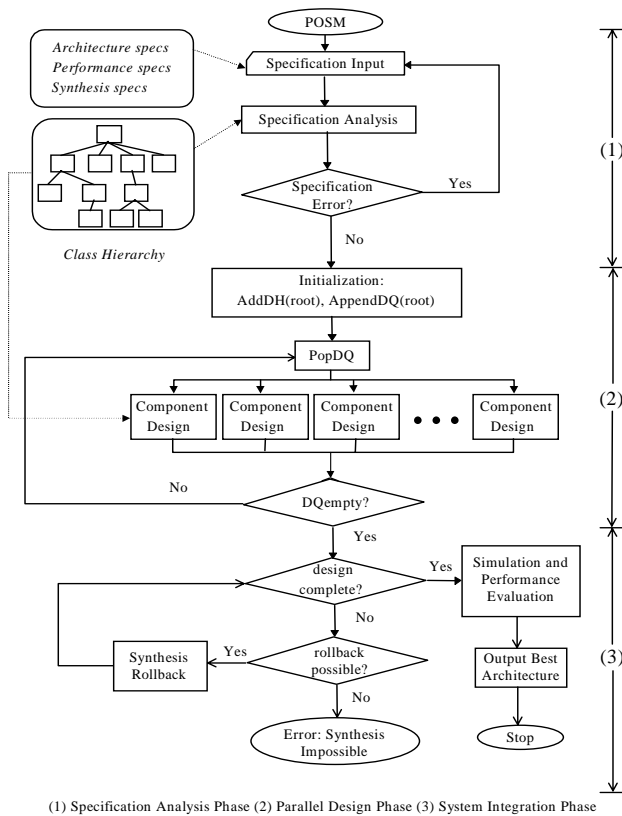 POSM
Architecture specs
Performance specs
Synthesis specs
Specification Input
Specification Analysis
Specification
Error?
Yes
No
Class Hierarchy
(1)
Initialization:
AddDH(root), AppendDQ(root)
PopDQ
Component
Design
Component
Design
Component
Design
Component
Design
(2)
No
DQempty?
Yes
design
complete?
Yes
Simulation and
Performance
Evaluation
No
Synthesis
Rollback
Yes
rollback
possible?
Output Best
Architecture
(3)
No
Error: Synthesis
Impossible
Stop
(1) Specification Analysis Phase (2) Parallel Design Phase (3) System Integration Phase